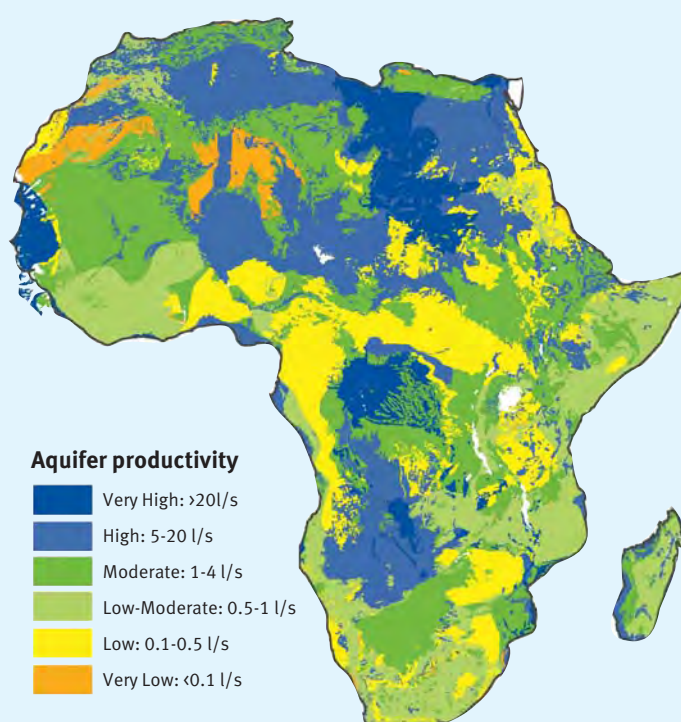 Aquifer productivity
Very High: >20l/s
High: 5-20 l/s
Moderate: 1-4 l/s
Low-Moderate: 0.5-1 l/s
Low: 0.1-0.5 l/s
Very Low: <0.1 l/s